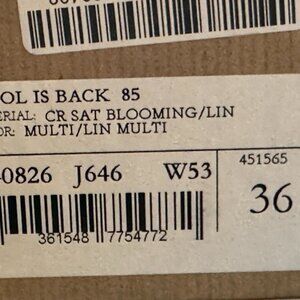 OL IS BACK 85
ERIAL: CR SAT BLOOMING/LIN
OR: MULTI/LIN MULTI
0826 J646 W53
451565
36
361548 7754772